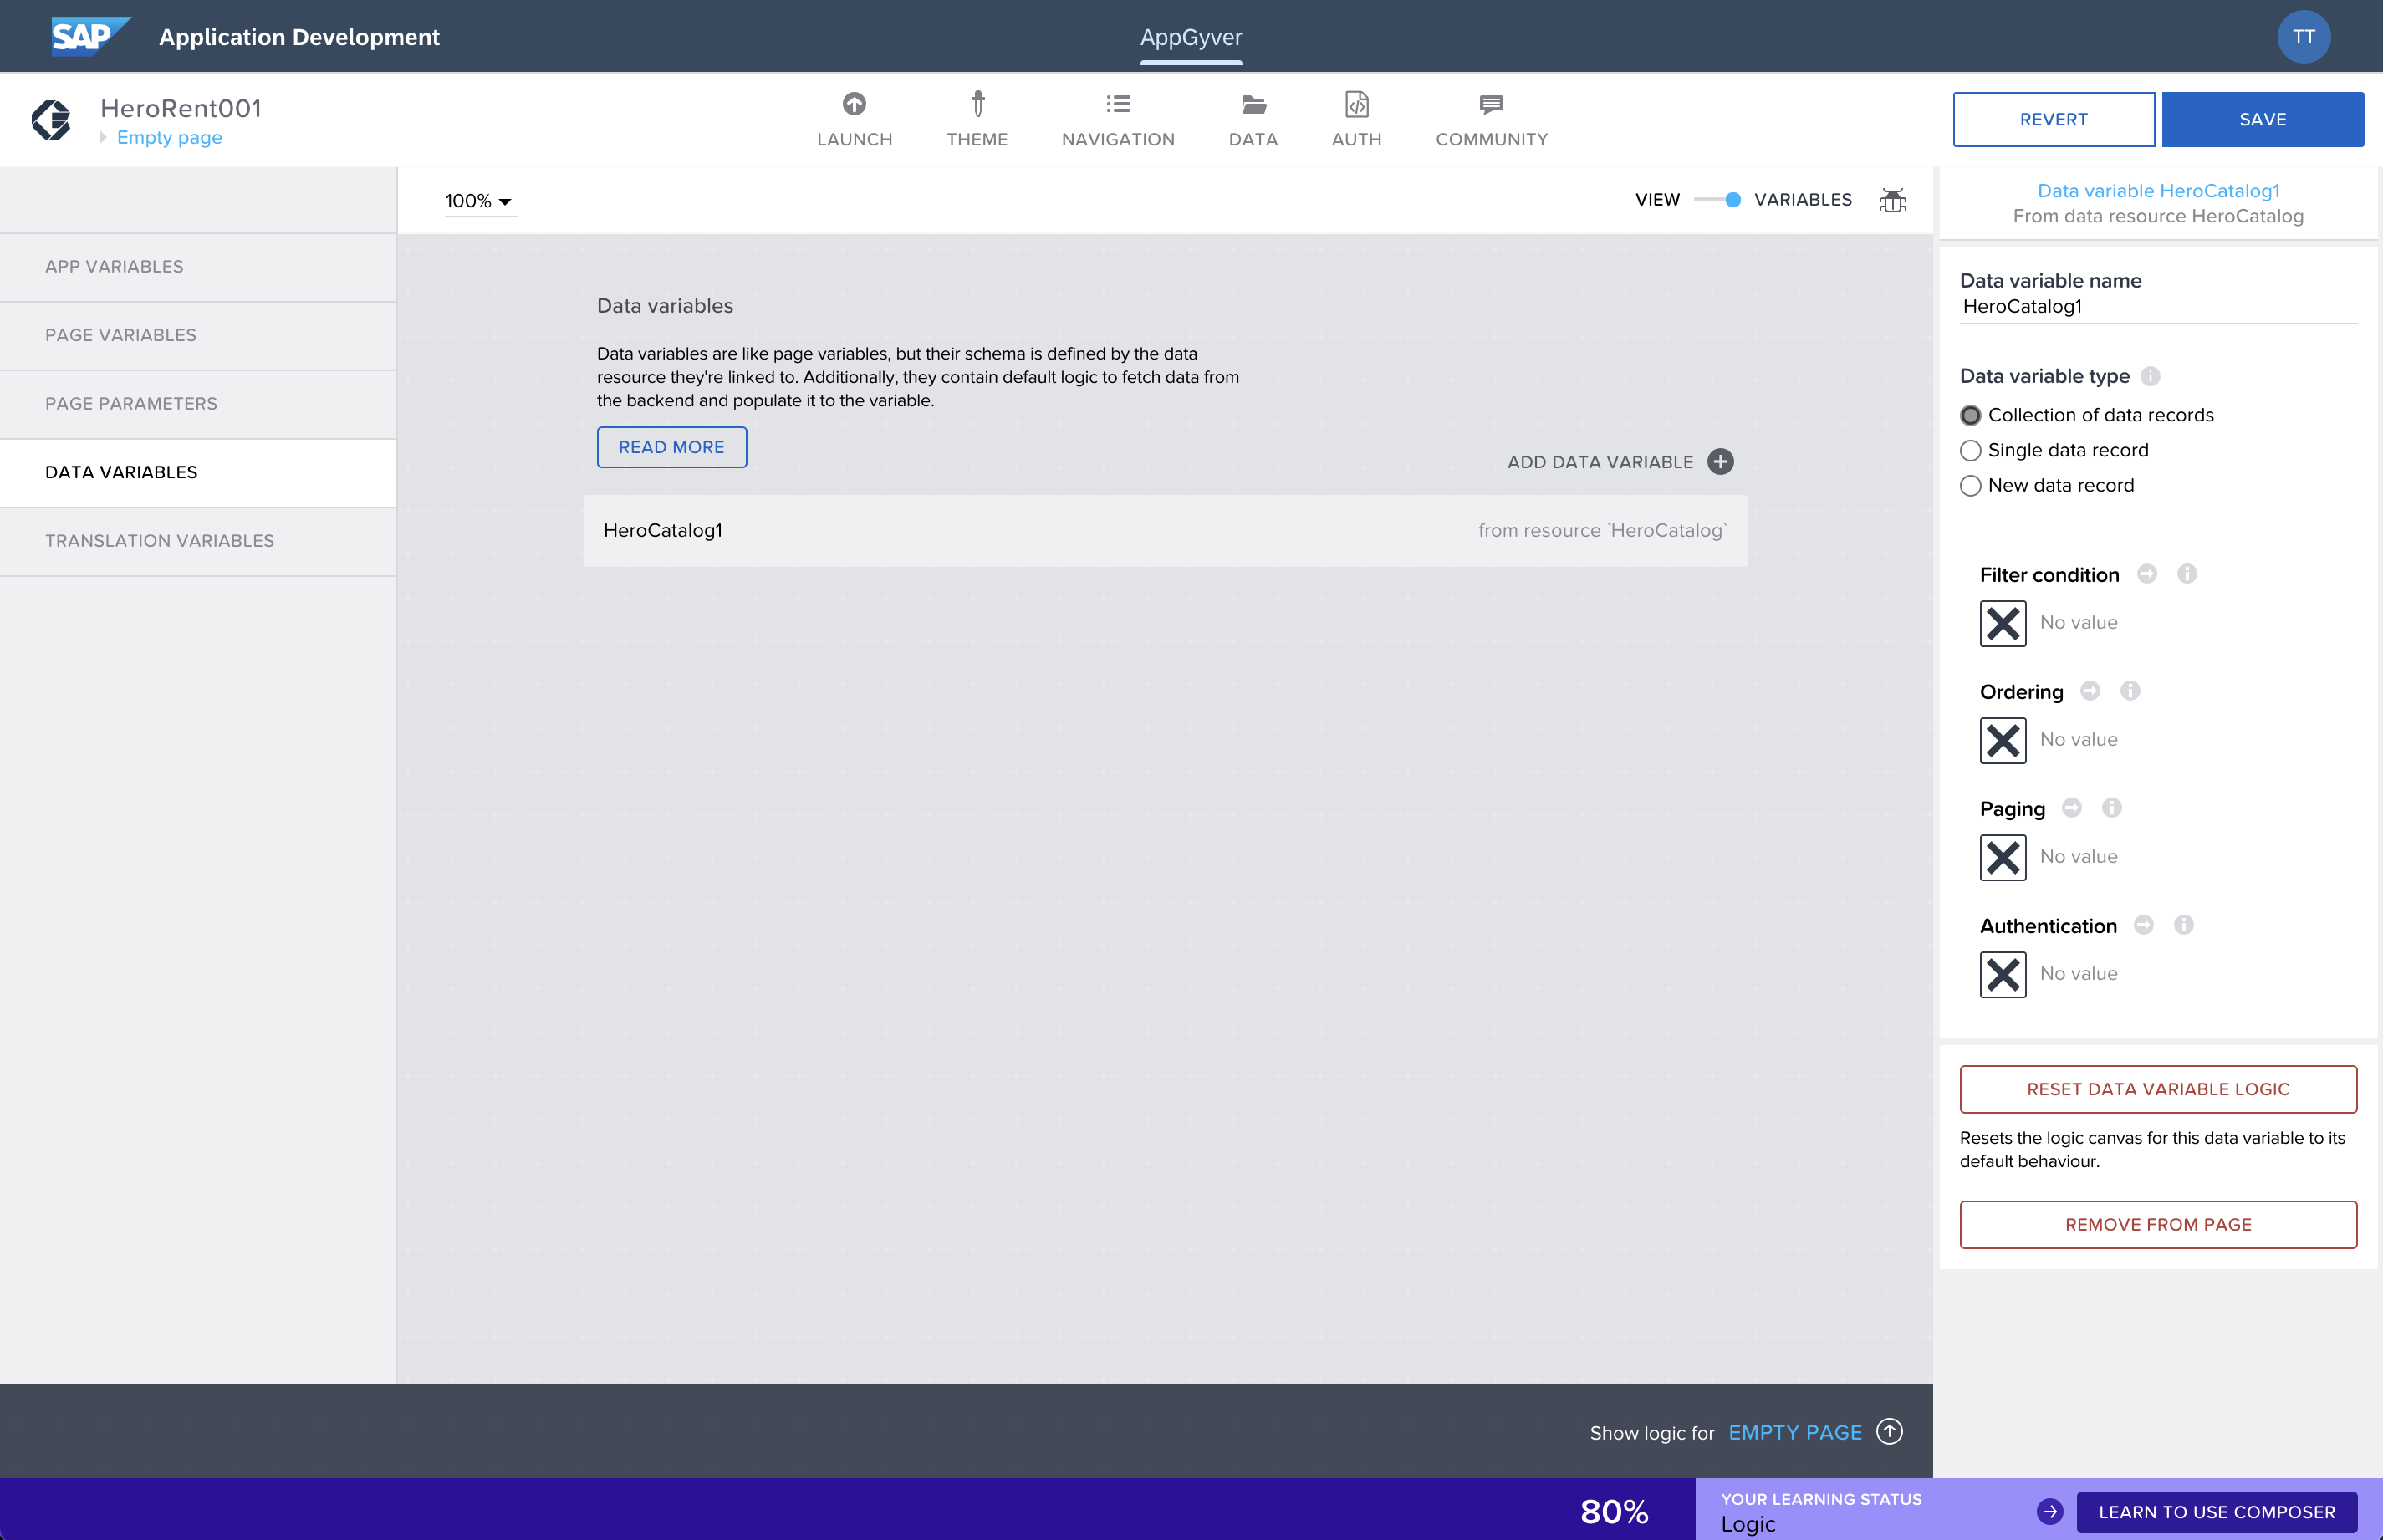 SAP
Application Development
AppGyver
TT
HeroRent001
Empty page
LAUNCH
THEME
NAVIGATION
DATA
AUTH
COMMUNITY
REVERT
SAVE
100%
VIEW
VARIABLES
APP VARIABLES
PAGE VARIABLES
PAGE PARAMETERS
DATA VARIABLES
TRANSLATION VARIABLES
Data variables
Data variables are like page variables, but their schema is defined by the data
resource they're linked to. Additionally, they contain default logic to fetch data from
the backend and populate it to the variable.
READ MORE
ADD DATA VARIABLE
HeroCatalog1
from resource `HeroCatalog`
Data variable HeroCatalog1
From data resource HeroCatalog
Data variable name
HeroCatalog1
Data variable type
Collection of data records
Single data record
New data record
Filter condition
No value
Ordering
No value
Paging
No value
Authentication
No value
RESET DATA VARIABLE LOGIC
Resets the logic canvas for this data variable to its
default behaviour.
REMOVE FROM PAGE
Show logic for EMPTY PAGE
80%
YOUR LEARNING STATUS
Logic
LEARN TO USE COMPOSER